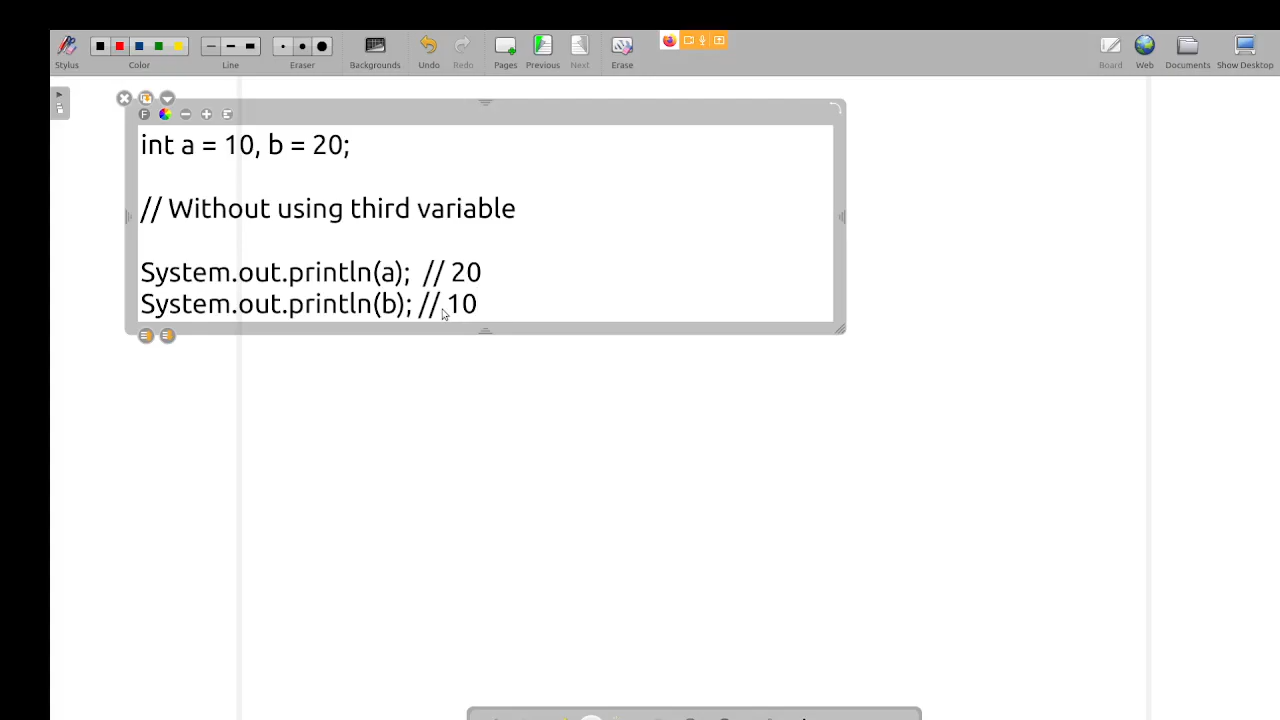 Stylus Color Line Eraser Backgrounds Undo Redo Pages Previous Next Erase Board Web Documents Show Desktop
F
int a = 10, b = 20;
// Without using third variable
System.out.println(a);  // 20
System.out.println(b); // 10